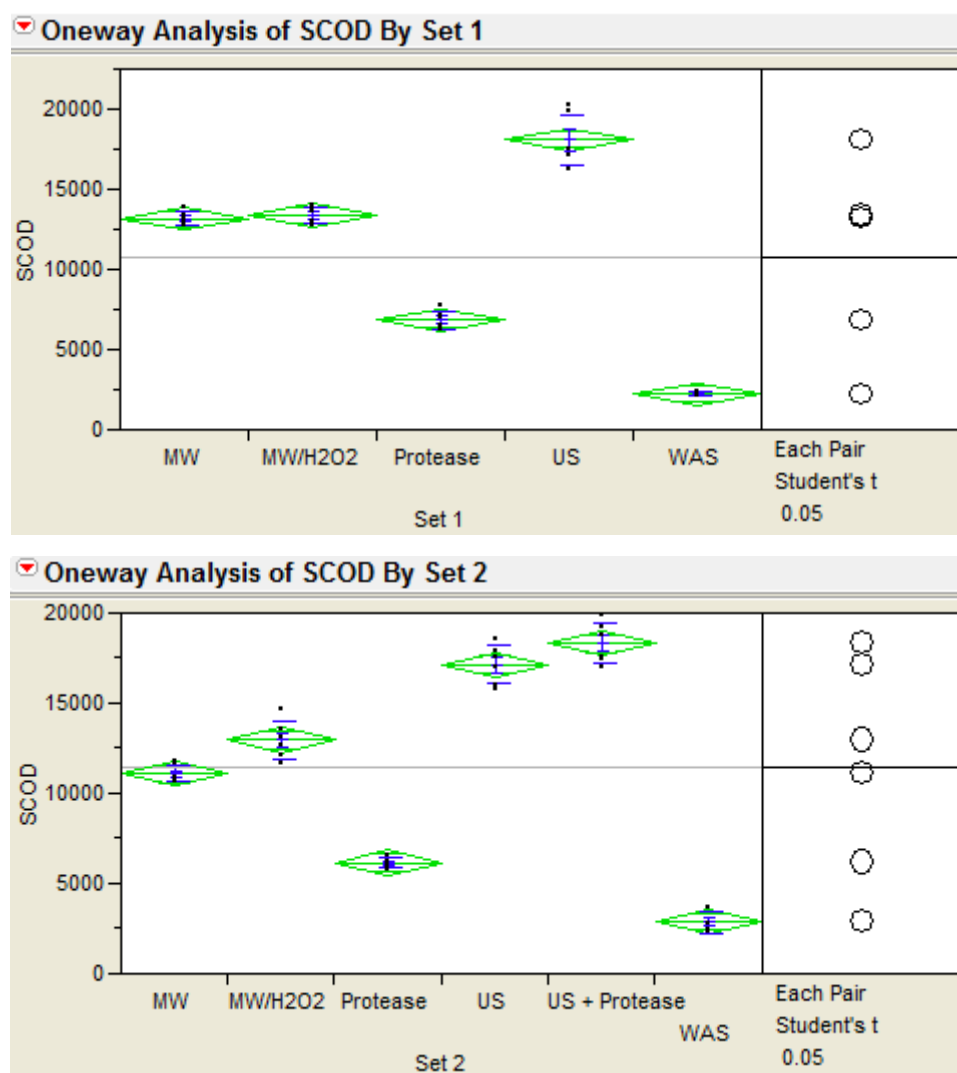 Oneway Analysis of SCOD By Set 1
20000
15000
10000
5000
0
SCOD
MW MW/H2O2 Protease US WAS
Set 1
Each Pair
Student's t
0.05
Oneway Analysis of SCOD By Set 2
20000
15000
10000
5000
0
SCOD
MW MW/H2O2 Protease US US + Protease
WAS
Set 2
Each Pair
Student's t
0.05